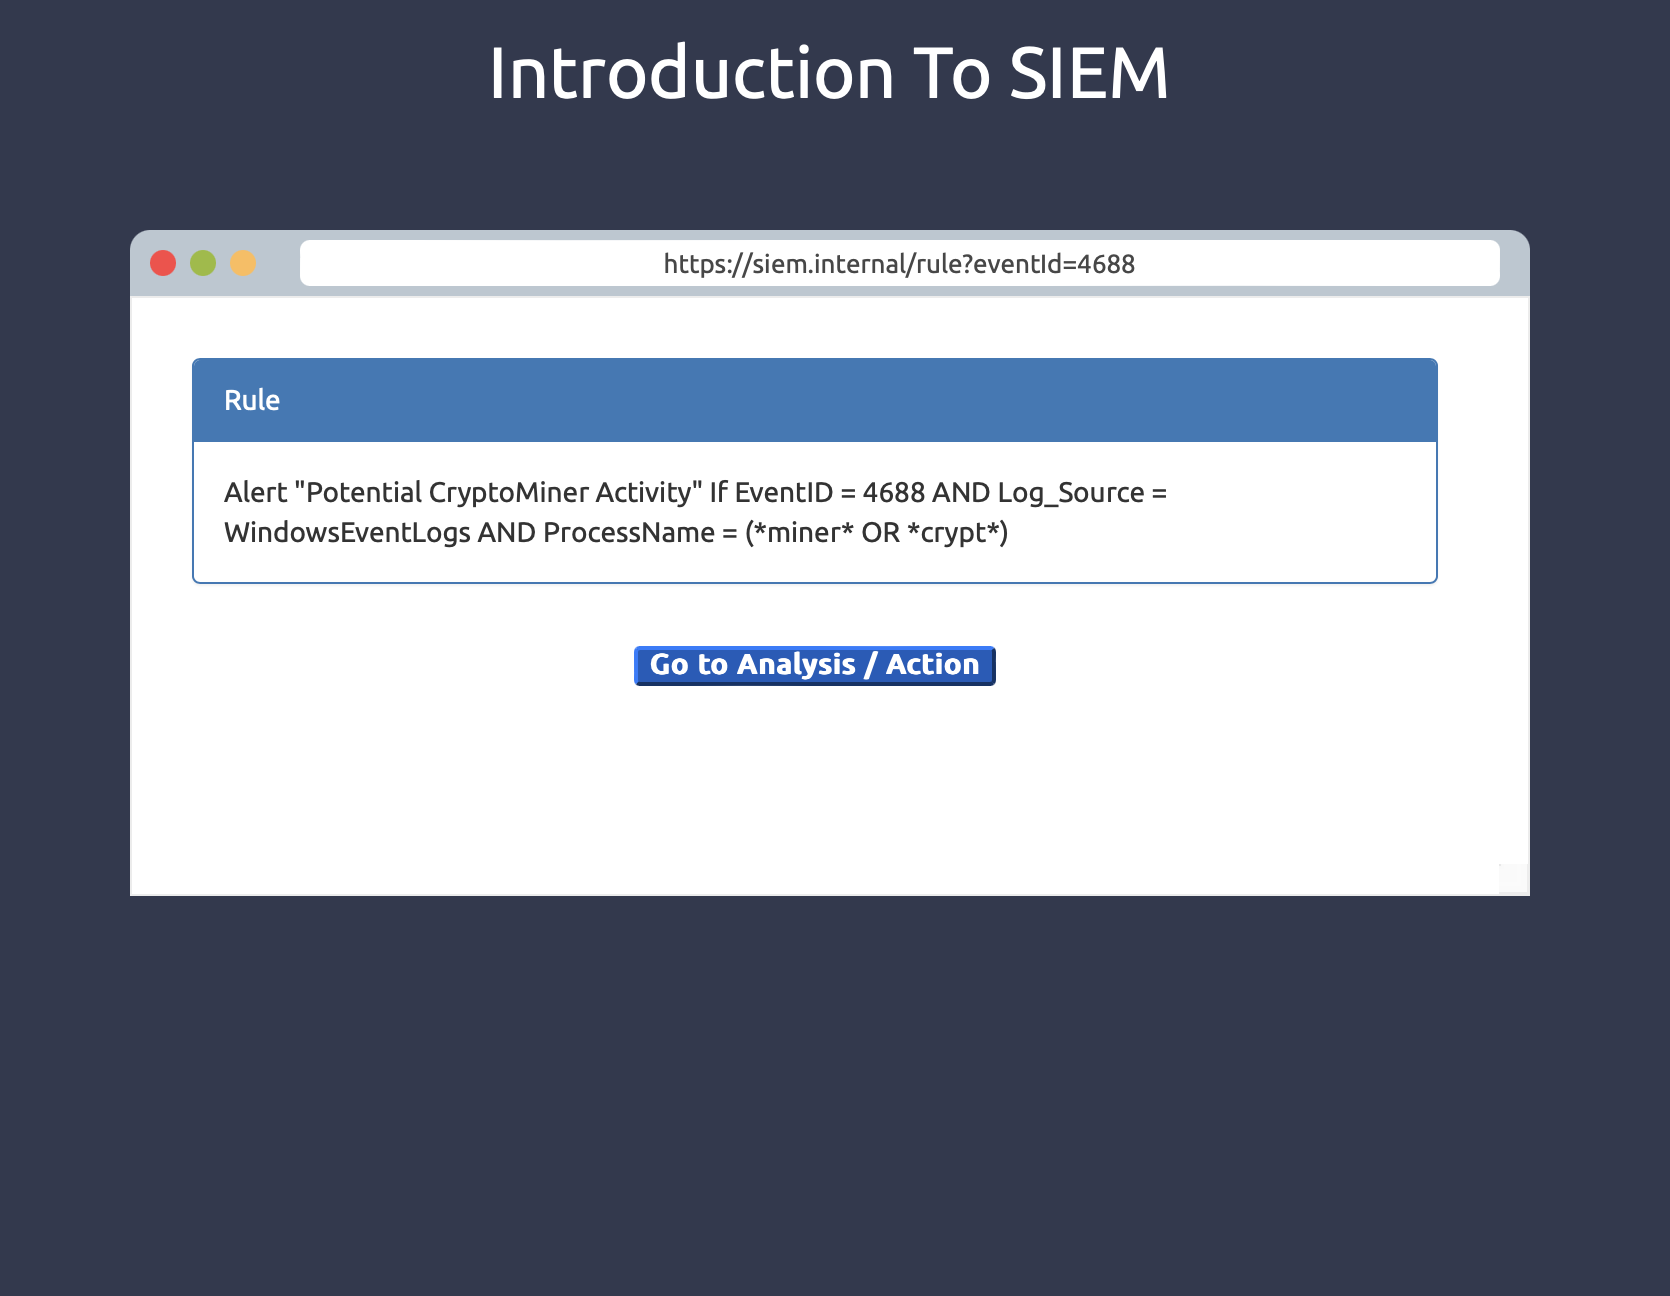 Introduction To SIEM
https://siem.internal/rule?eventId=4688
Rule
Alert "Potential CryptoMiner Activity" If EventID = 4688 AND Log_Source =
WindowsEventLogs AND ProcessName = (*miner* OR *crypt*)
Go to Analysis / Action